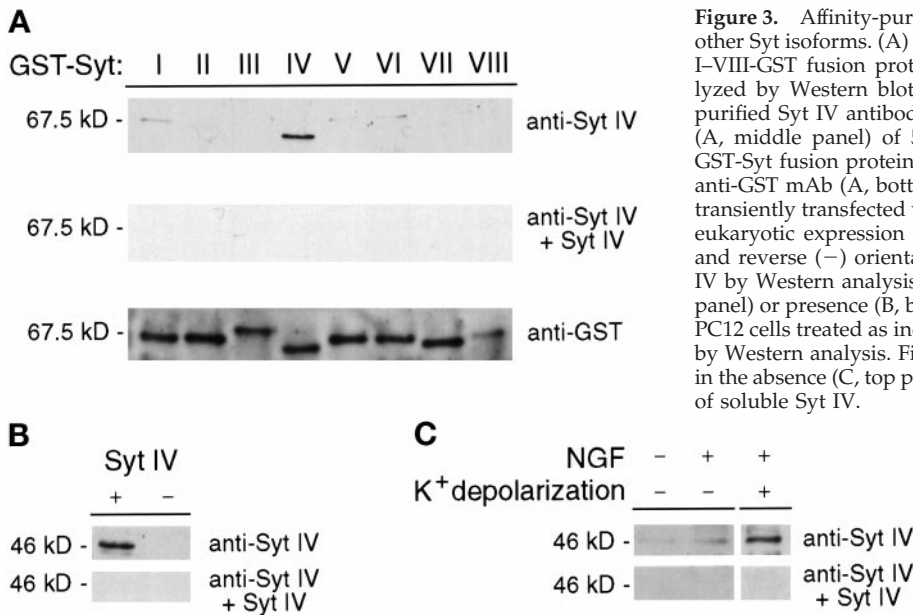 A
GST-Syt: I II III IV V VI VII VIII
67.5 kD - anti-Syt IV
67.5 kD - anti-Syt IV + Syt IV
67.5 kD - anti-GST
Figure 3. Affinity-pur
other Syt isoforms. (A)
I–VIII-GST fusion prot
lyzed by Western blot
purified Syt IV antibod
(A, middle panel) of 5
GST-Syt fusion protein
anti-GST mAb (A, bott
transiently transfected
eukaryotic expression
and reverse (−) orienta
IV by Western analysis
panel) or presence (B, b
PC12 cells treated as inc
by Western analysis. Fi
in the absence (C, top p
of soluble Syt IV.
B
Syt IV
+ −
46 kD - anti-Syt IV
46 kD - anti-Syt IV + Syt IV
C
NGF − + +
K+ depolarization − − +
46 kD - anti-Syt IV
46 kD - anti-Syt IV + Syt IV